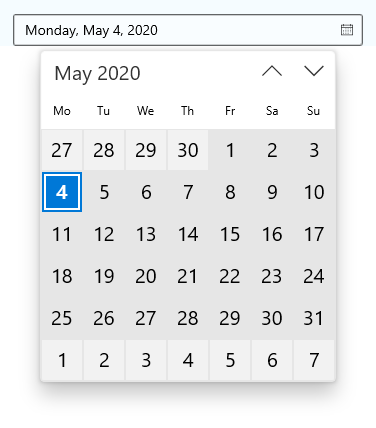 Monday, May 4, 2020
May 2020
Mo Tu We Th Fr Sa Su
27 28 29 30 1 2 3
4 5 6 7 8 9 10
11 12 13 14 15 16 17
18 19 20 21 22 23 24
25 26 27 28 29 30 31
1 2 3 4 5 6 7